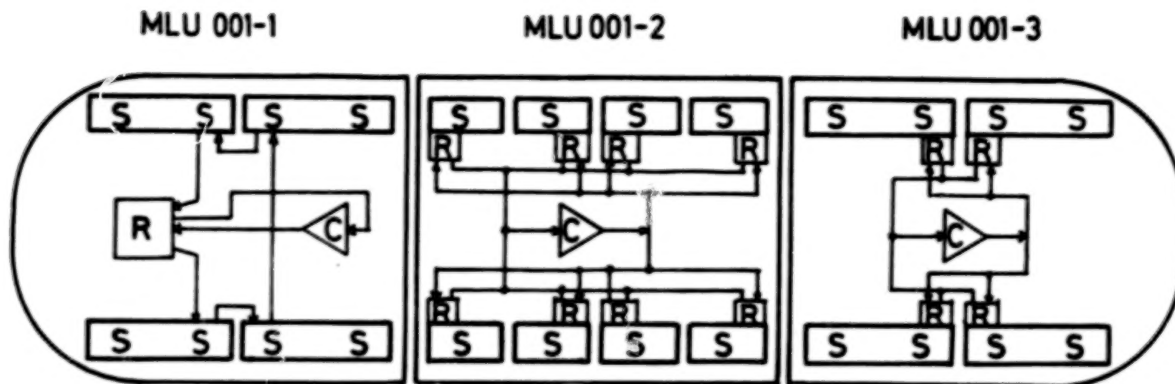 MLU 001-1 MLU 001-2 MLU 001-3
S S S S S S S S S S S S
R R R R R R
R C C C
R R R R R R
S S S S S S S S S S S S